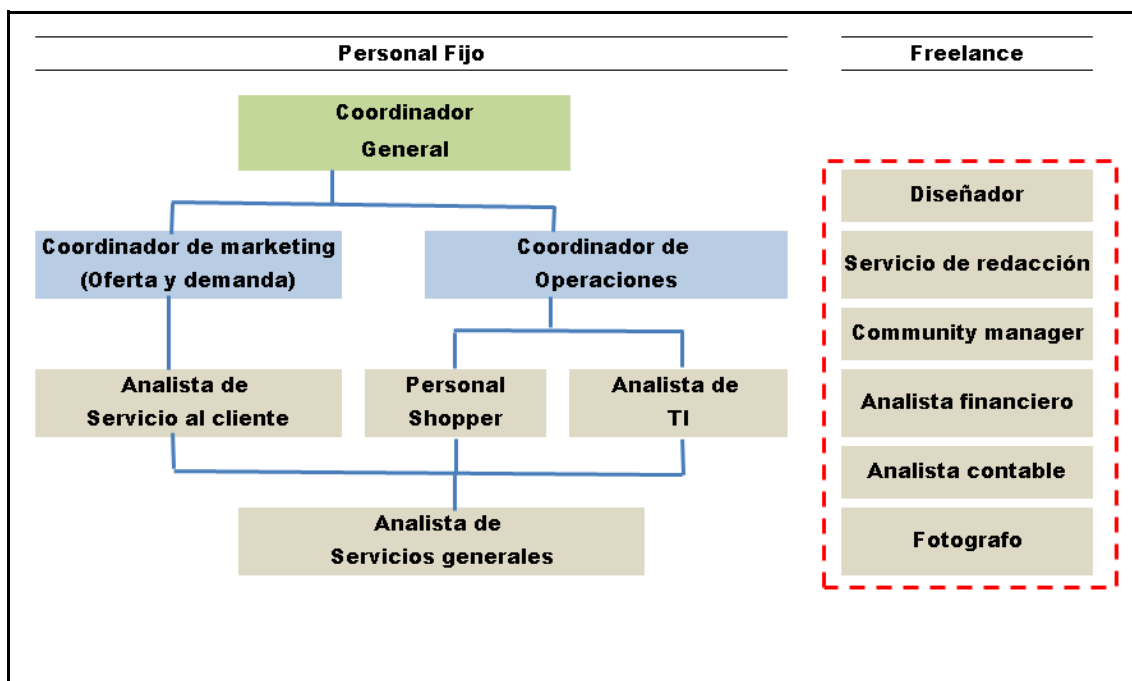 Personal Fijo
Freelance
Coordinador
General
Coordinador de marketing
(Oferta y demanda)
Coordinador de
Operaciones
Analista de
Servicio al cliente
Personal
Shopper
Analista de
TI
Analista de
Servicios generales
Diseñador
Servicio de redacción
Community manager
Analista financiero
Analista contable
Fotografo